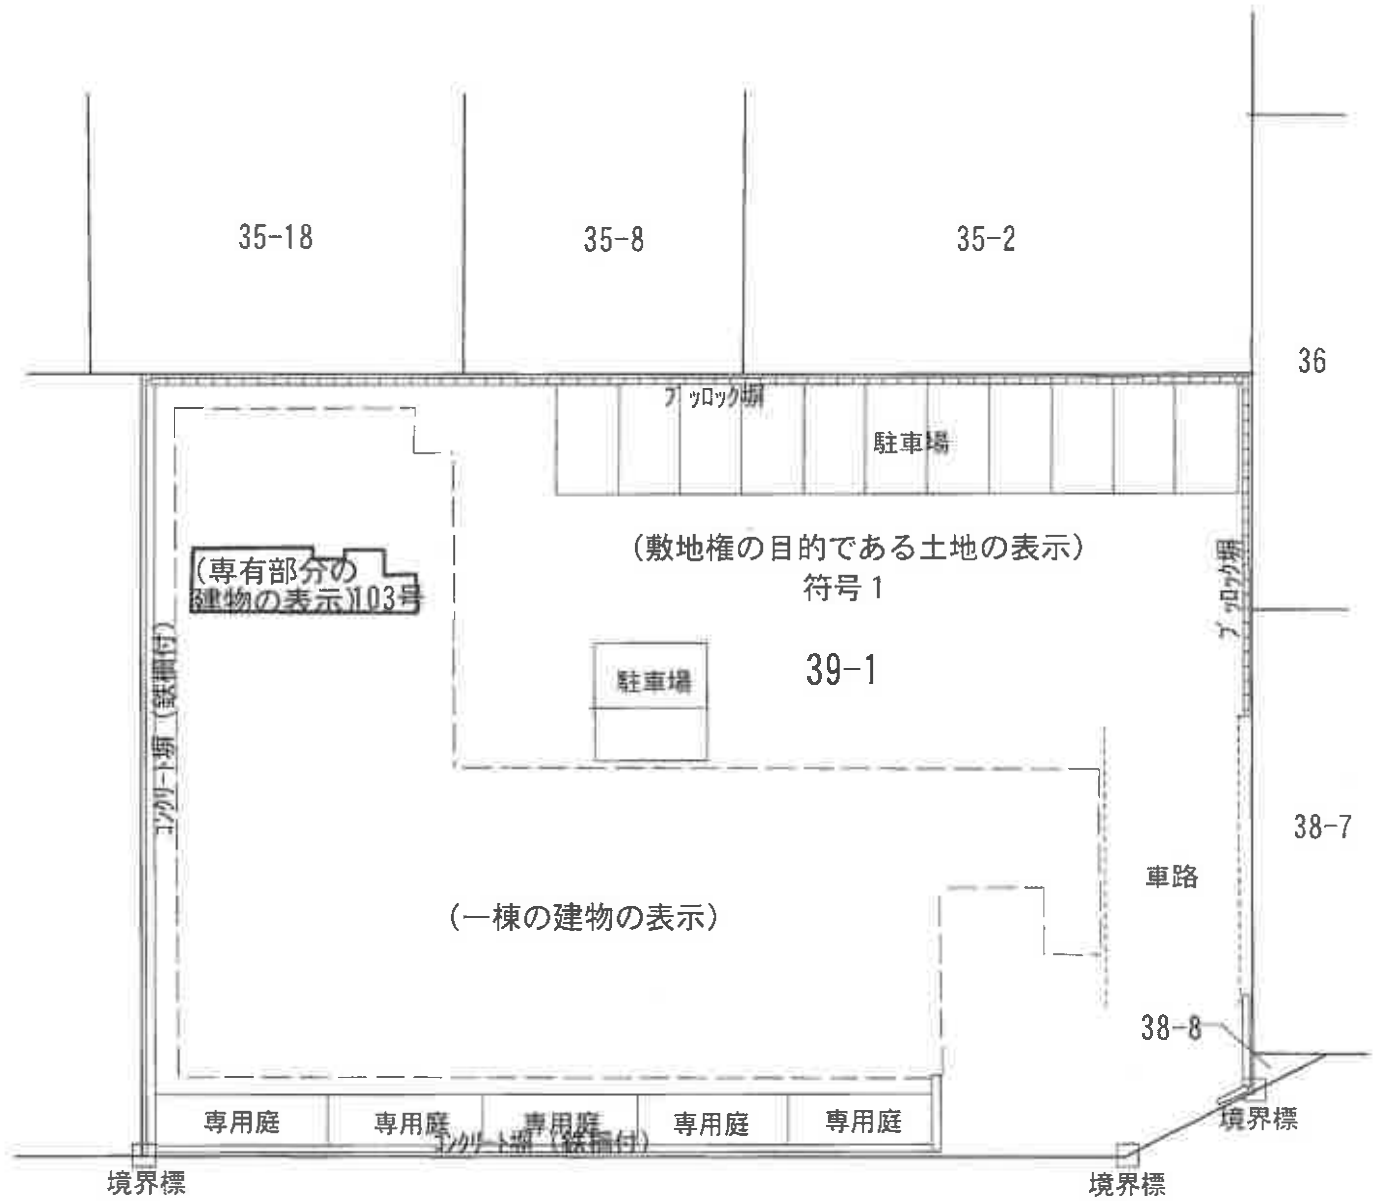 35-18
35-8
35-2
36
ブロック塀
駐車場
(敷地権の目的である土地の表示)
符号1
(専有部分の
建物の表示)103号
ブロック塀
駐車場
39-1
コンクリート塀(鉄柵付)
38-7
車路
(一棟の建物の表示)
38-8
専用庭
専用庭
専用庭
専用庭
専用庭
コンクリート塀(鉄柵付)
境界標
境界標
境界標